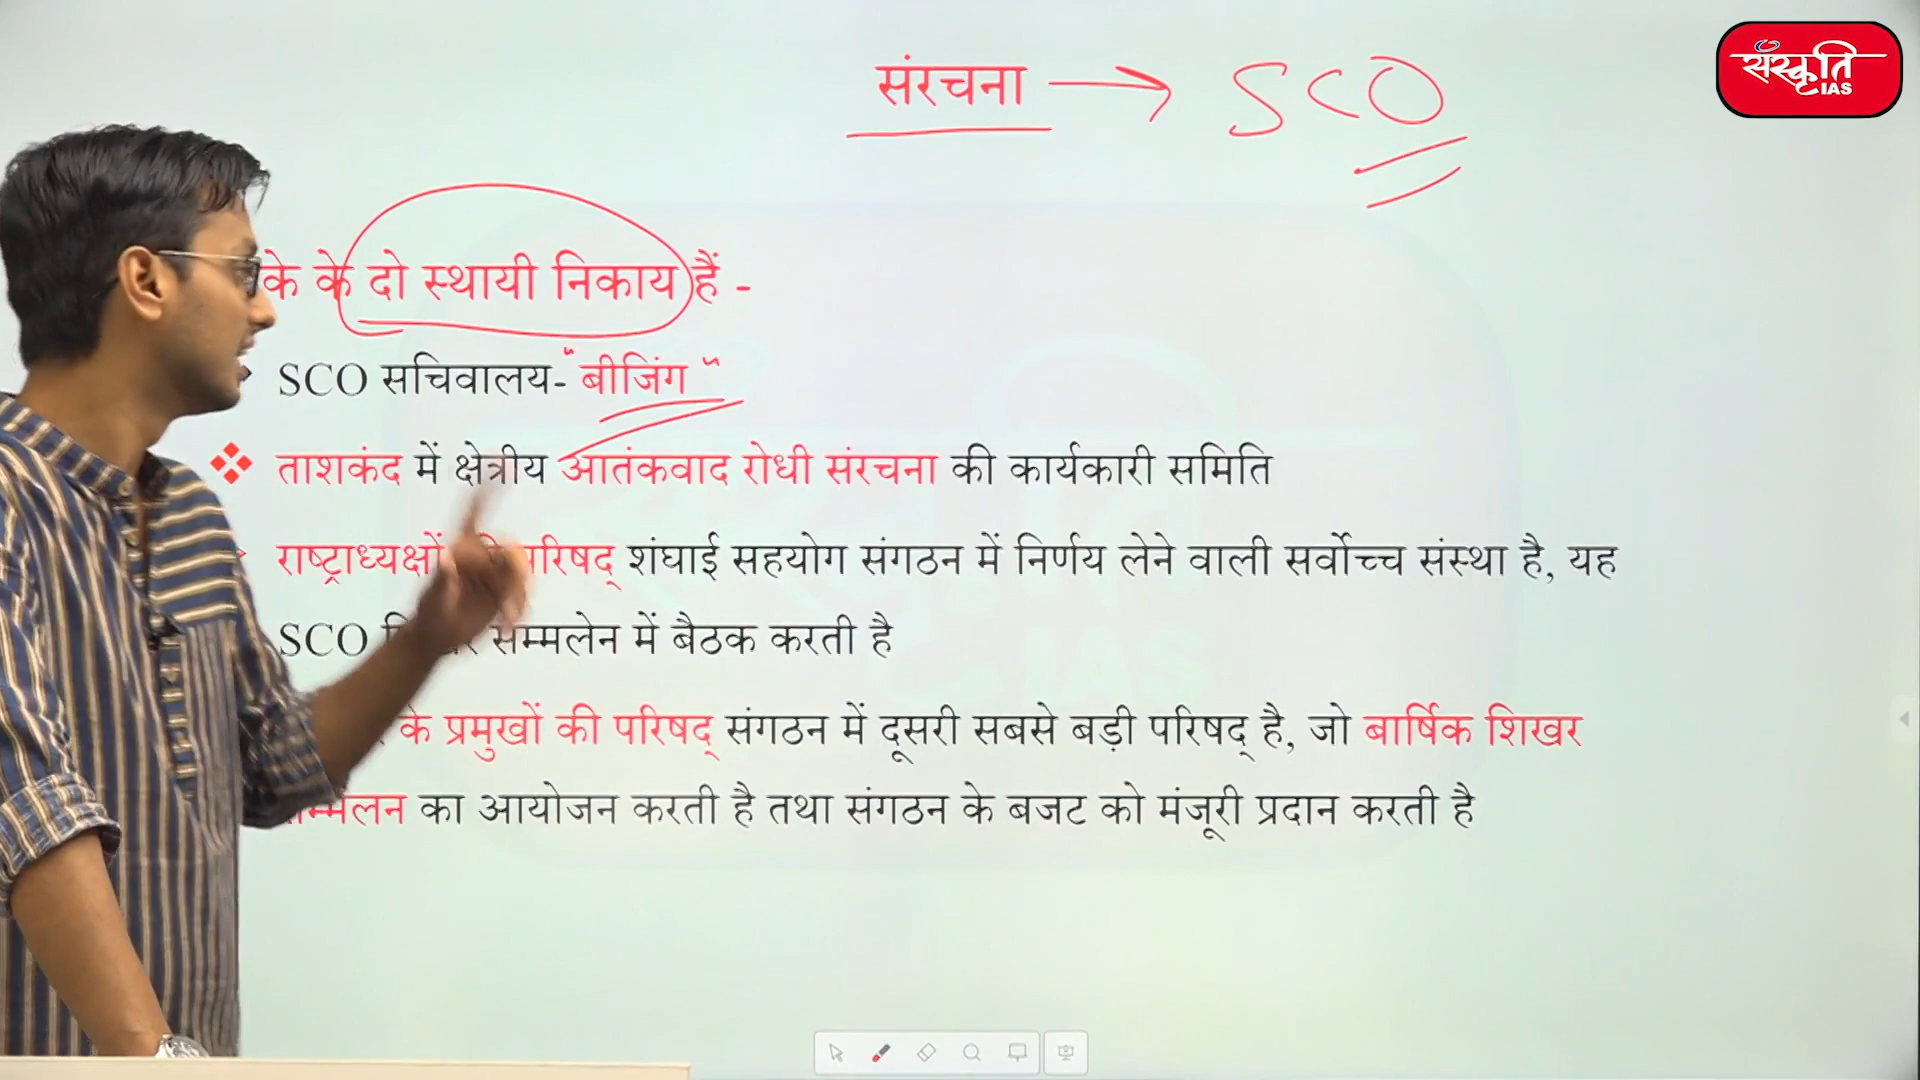 संस्कृति
IAS
संरचना → SCO
के के दो स्थायी निकाय हैं -
SCO सचिवालय- "बीजिंग"
ताशकंद में क्षेत्रीय आतंकवाद रोधी संरचना की कार्यकारी समिति
राष्ट्राध्यक्षों परिषद् शंघाई सहयोग संगठन में निर्णय लेने वाली सर्वोच्च संस्था है, यह
SCO सम्मलेन में बैठक करती है
के प्रमुखों की परिषद् संगठन में दूसरी सबसे बड़ी परिषद् है, जो बार्षिक शिखर
का आयोजन करती है तथा संगठन के बजट को मंजूरी प्रदान करती है